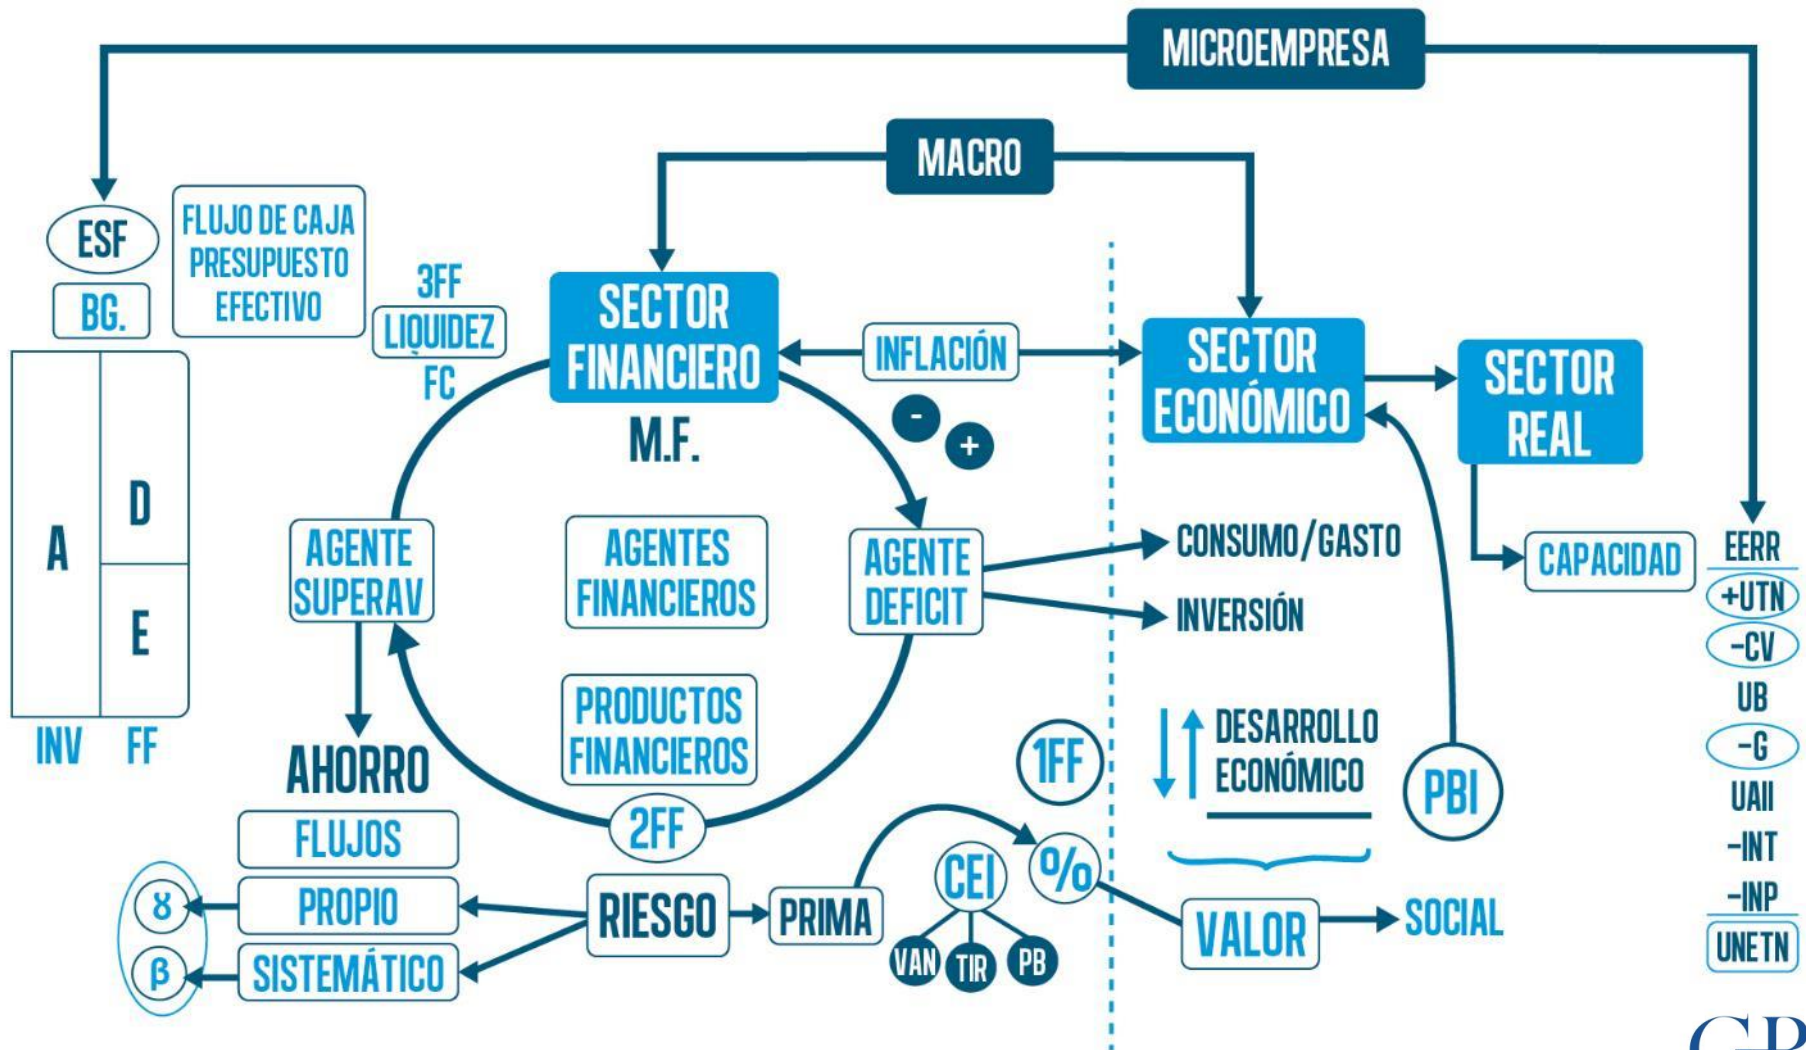 MICROEMPRESA
MACRO
ESF
BG.
FLUJO DE CAJA
PRESUPUESTO
EFECTIVO
A
D
E
INV
FF
3FF
LIQUIDEZ
FC
SECTOR
FINANCIERO
M.F.
INFLACIÓN
-
+
SECTOR
ECONÓMICO
SECTOR
REAL
AGENTE
SUPERAV
AGENTES
FINANCIEROS
AGENTE
DEFICIT
PRODUCTOS
FINANCIEROS
2FF
AHORRO
FLUJOS
PROPIO
SISTEMÁTICO
β
RIESGO
PRIMA
CEI
VAN
TIR
PB
%
1FF
CONSUMO/GASTO
INVERSIÓN
DESARROLLO
ECONÓMICO
PBI
VALOR
SOCIAL
CAPACIDAD
EERR
+UTN
-CV
UB
-G
UAII
-INT
-INP
UNETN